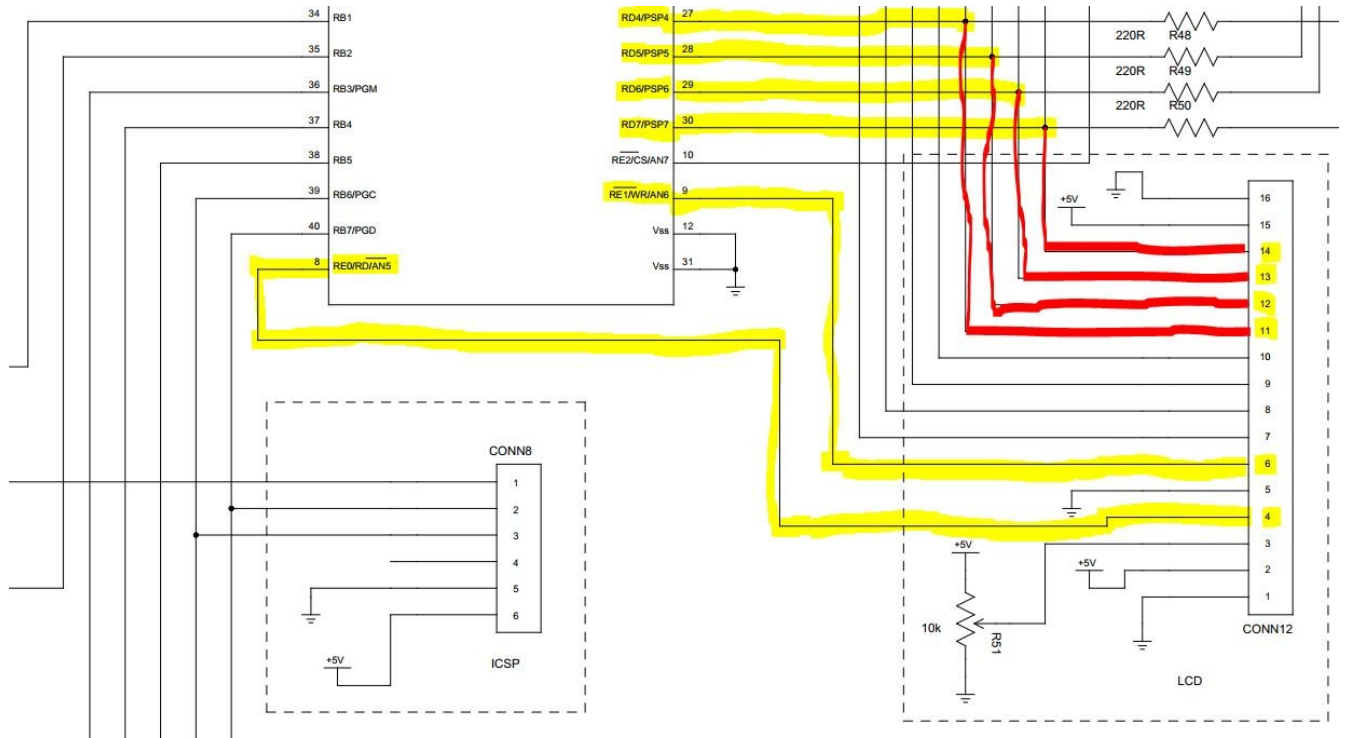 34 RB1 RD4/PSP4 27
220R R48
35 RB2 RD5/PSP5 28
220R R49
36 RB3/PGM RD6/PSP6 29
220R R50
37 RB4 RD7/PSP7 30
38 RB5 RE2/CS/AN7 10
39 RB6/PGC RE1/WR/AN6 9
40 RB7/PGD Vss 12
8 RE0/RD/AN5 Vss 31
+5V
16
15
14
13
12
11
10
9
8
7
6
5
4
3
2
1
+5V
+5V
10k
R51
CONN12
LCD
CONN8
1
2
3
4
5
6
+5V
ICSP